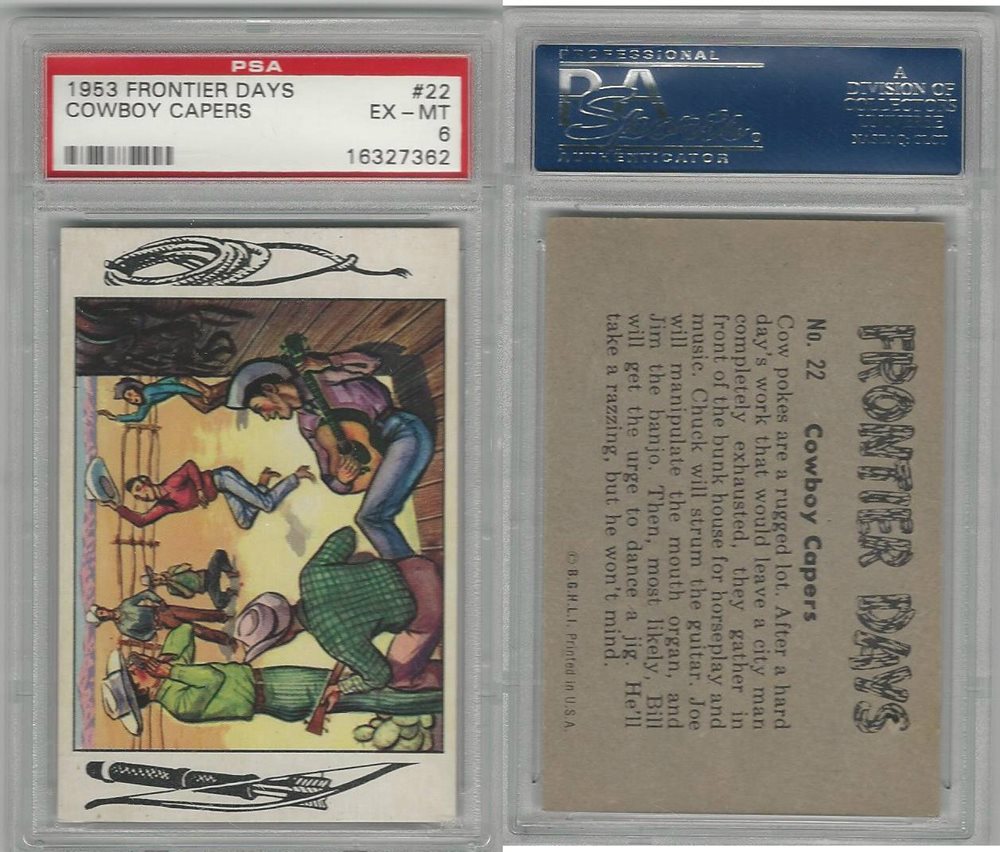 PSA
1953 FRONTIER DAYS #22
COWBOY CAPERS EX - MT
6
16327362
PROFESSIONAL
PSA
Sports
AUTHENTICATOR
A
DIVISION OF
COLLECTORS
UNIVERSE
NASDAQ: CLCT
FRONTIER DAYS
No. 22 Cowboy Capers
Cow pokes are a rugged lot. After a hard
day's work that would leave a city man
completely exhausted, they gather in
front of the bunk house for horseplay and
music. Chuck will strum the guitar. Joe
will manipulate the mouth organ, and
Jim the banjo. Then, most likely, Bill
will get the urge to dance a jig. He'll
take a razzing, but he won't mind.
© B.G.H.L.I. Printed in U.S.A.